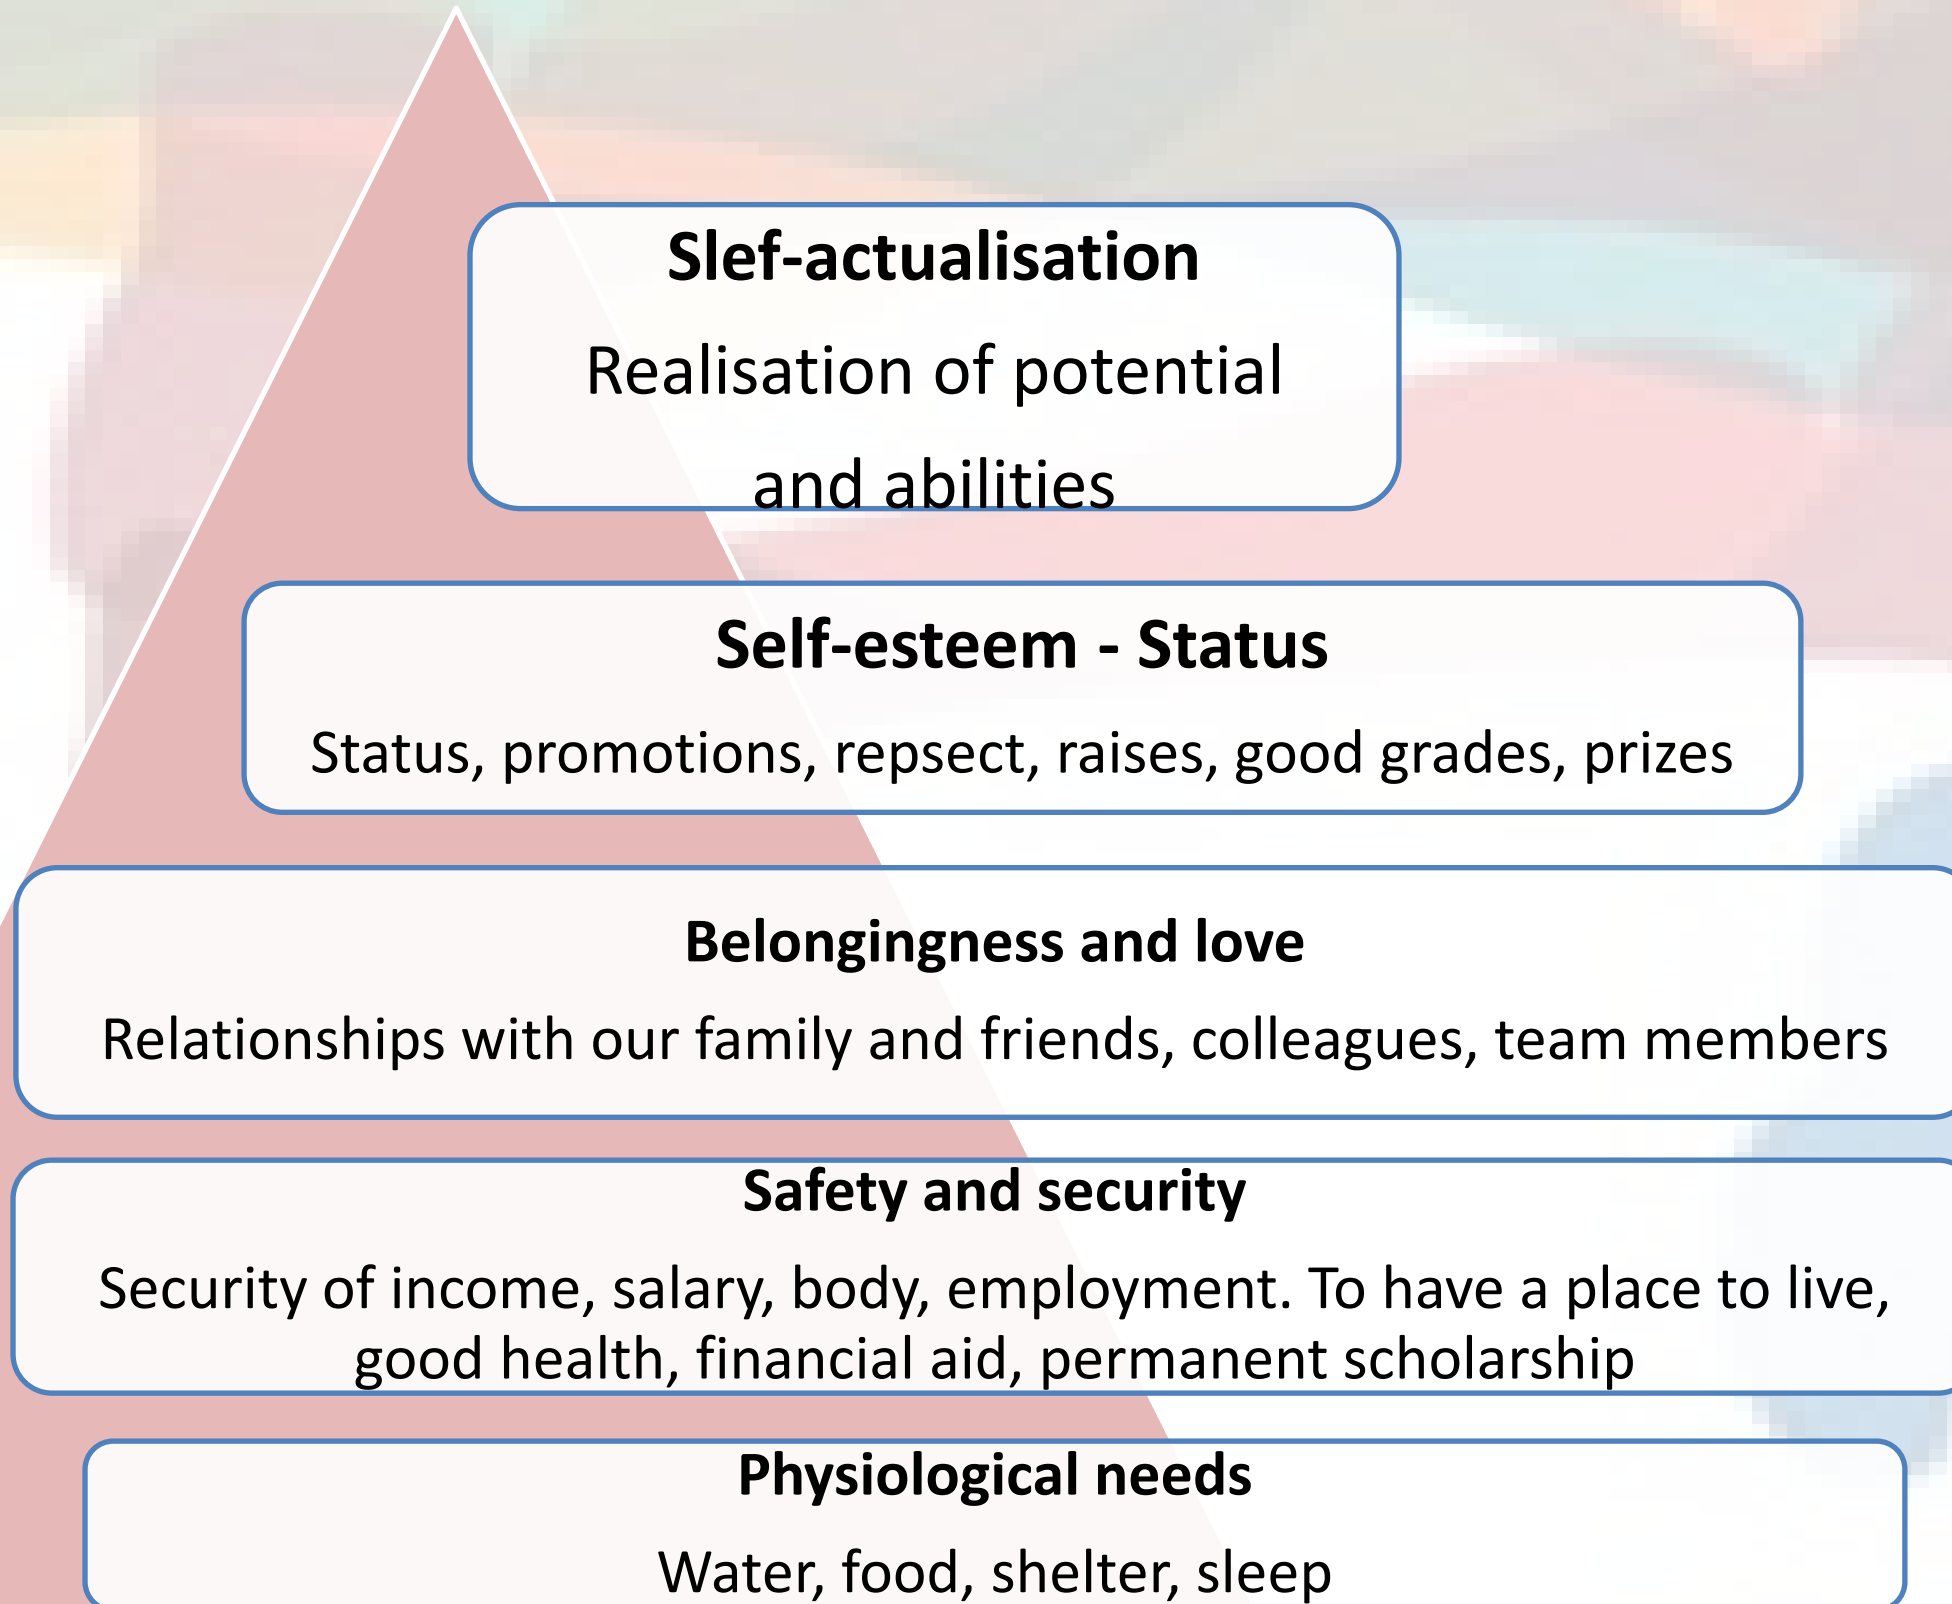 Slef-actualisation
Realisation of potential
and abilities
Self-esteem - Status
Status, promotions, repsect, raises, good grades, prizes
Belongingness and love
Relationships with our family and friends, colleagues, team members
Safety and security
Security of income, salary, body, employment. To have a place to live,
good health, financial aid, permanent scholarship
Physiological needs
Water, food, shelter, sleep